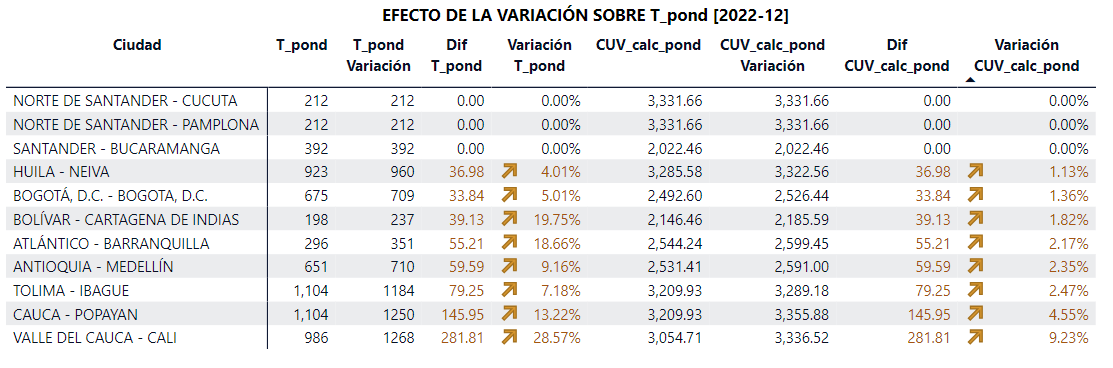 EFECTO DE LA VARIACIÓN SOBRE T_pond [2022-12]
Ciudad T_pond T_pond Variación Dif T_pond Variación T_pond CUV_calc_pond CUV_calc_pond Variación Dif CUV_calc_pond Variación CUV_calc_pond
NORTE DE SANTANDER - CUCUTA 212 212 0.00 0.00% 3,331.66 3,331.66 0.00 0.00%
NORTE DE SANTANDER - PAMPLONA 212 212 0.00 0.00% 3,331.66 3,331.66 0.00 0.00%
SANTANDER - BUCARAMANGA 392 392 0.00 0.00% 2,022.46 2,022.46 0.00 0.00%
HUILA - NEIVA 923 960 36.98 4.01% 3,285.58 3,322.56 36.98 1.13%
BOGOTÁ, D.C. - BOGOTA, D.C. 675 709 33.84 5.01% 2,492.60 2,526.44 33.84 1.36%
BOLÍVAR - CARTAGENA DE INDIAS 198 237 39.13 19.75% 2,146.46 2,185.59 39.13 1.82%
ATLÁNTICO - BARRANQUILLA 296 351 55.21 18.66% 2,544.24 2,599.45 55.21 2.17%
ANTIOQUIA - MEDELLÍN 651 710 59.59 9.16% 2,531.41 2,591.00 59.59 2.35%
TOLIMA - IBAGUE 1,104 1184 79.25 7.18% 3,209.93 3,289.18 79.25 2.47%
CAUCA - POPAYAN 1,104 1250 145.95 13.22% 3,209.93 3,355.88 145.95 4.55%
VALLE DEL CAUCA - CALI 986 1268 281.81 28.57% 3,054.71 3,336.52 281.81 9.23%